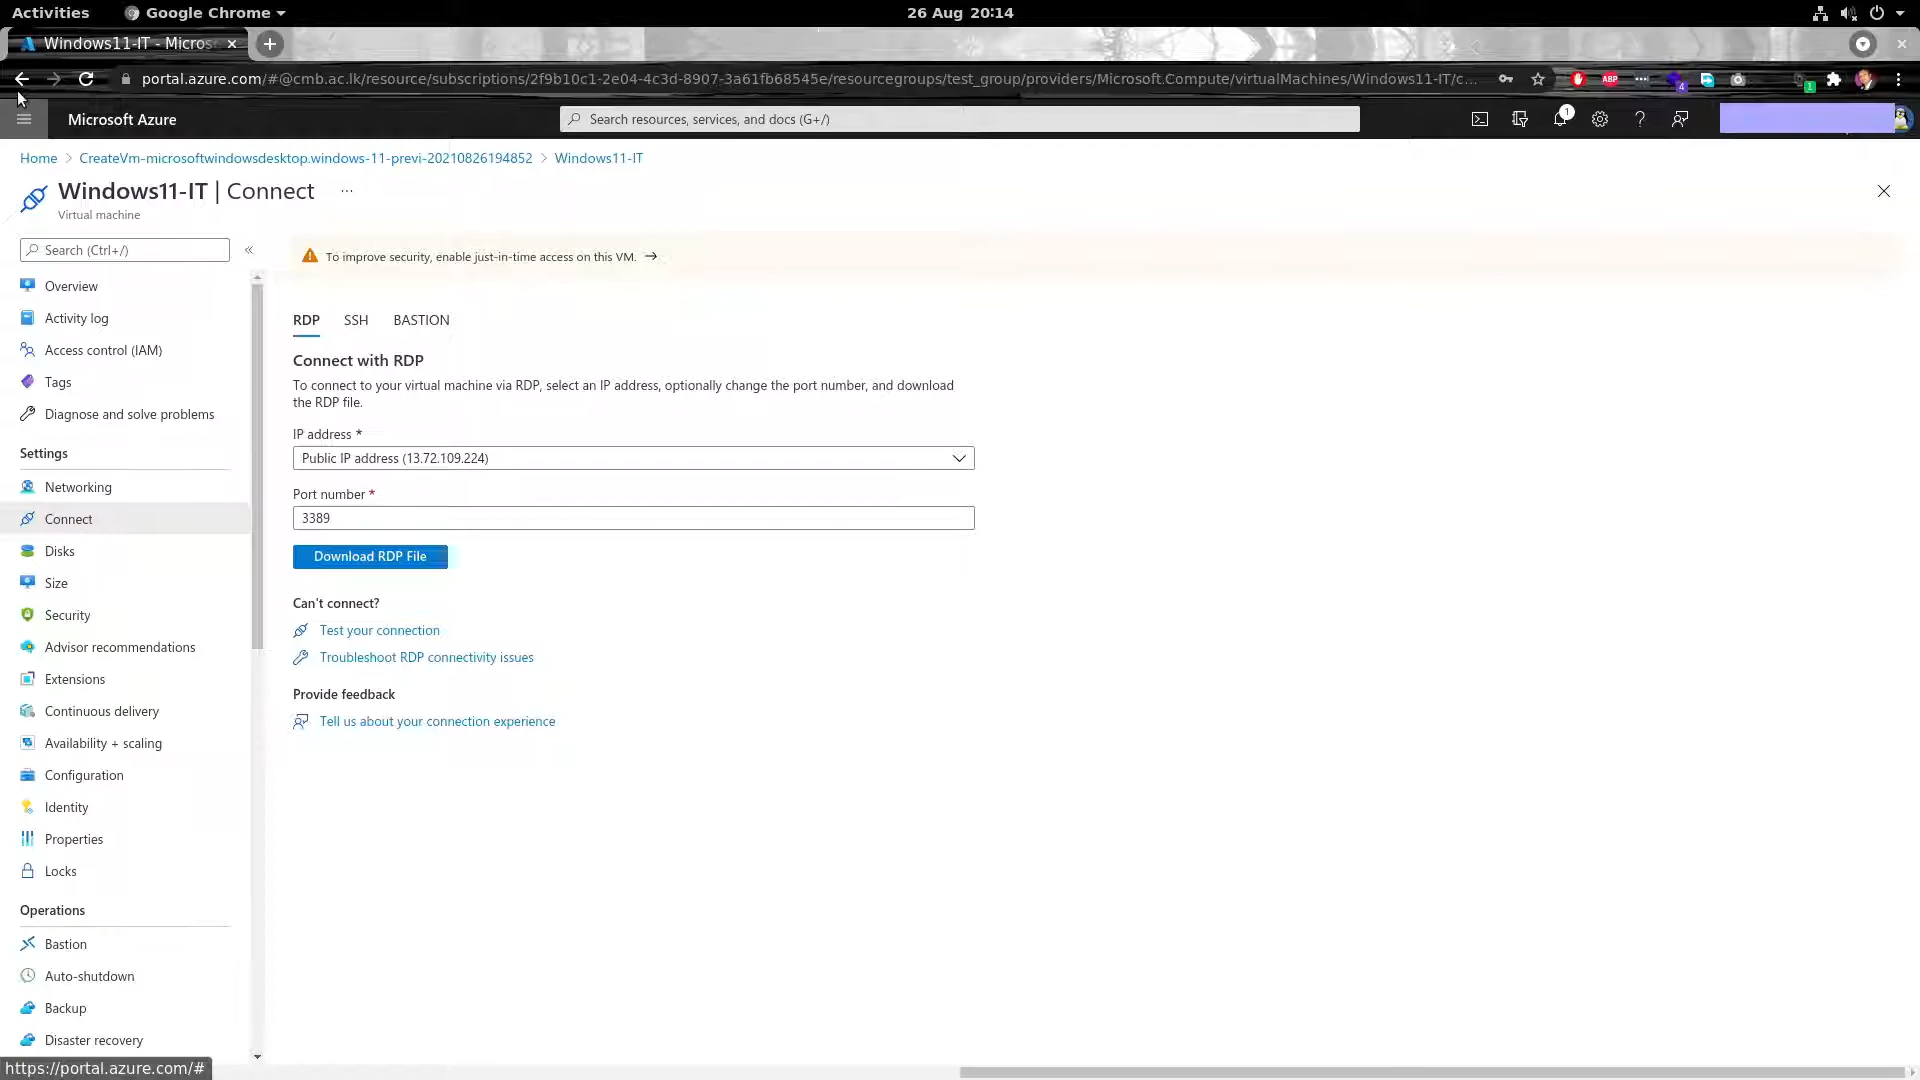 Activities
Google Chrome
26 Aug 20:14
Windows11-IT - Micros
portal.azure.com/#@cmb.ac.lk/resource/subscriptions/2f9b10c1-2e04-4c3d-8907-3a61fb68545e/resourcegroups/test_group/providers/Microsoft.Compute/virtualMachines/Windows11-IT/c...
ABP
4
1
Microsoft Azure
Search resources, services, and docs (G+/)
1
Home > CreateVm-microsoftwindowsdesktop.windows-11-previ-20210826194852 > Windows11-IT
Windows11-IT | Connect ...
Virtual machine
Search (Ctrl+/)
«
Overview
Activity log
Access control (IAM)
Tags
Diagnose and solve problems
Settings
Networking
Connect
Disks
Size
Security
Advisor recommendations
Extensions
Continuous delivery
Availability + scaling
Configuration
Identity
Properties
Locks
Operations
Bastion
Auto-shutdown
Backup
Disaster recovery
To improve security, enable just-in-time access on this VM. →
RDP SSH BASTION
Connect with RDP
To connect to your virtual machine via RDP, select an IP address, optionally change the port number, and download
the RDP file.
IP address *
Public IP address (13.72.109.224)
Port number *
3389
Download RDP File
Can't connect?
Test your connection
Troubleshoot RDP connectivity issues
Provide feedback
Tell us about your connection experience
https://portal.azure.com/#